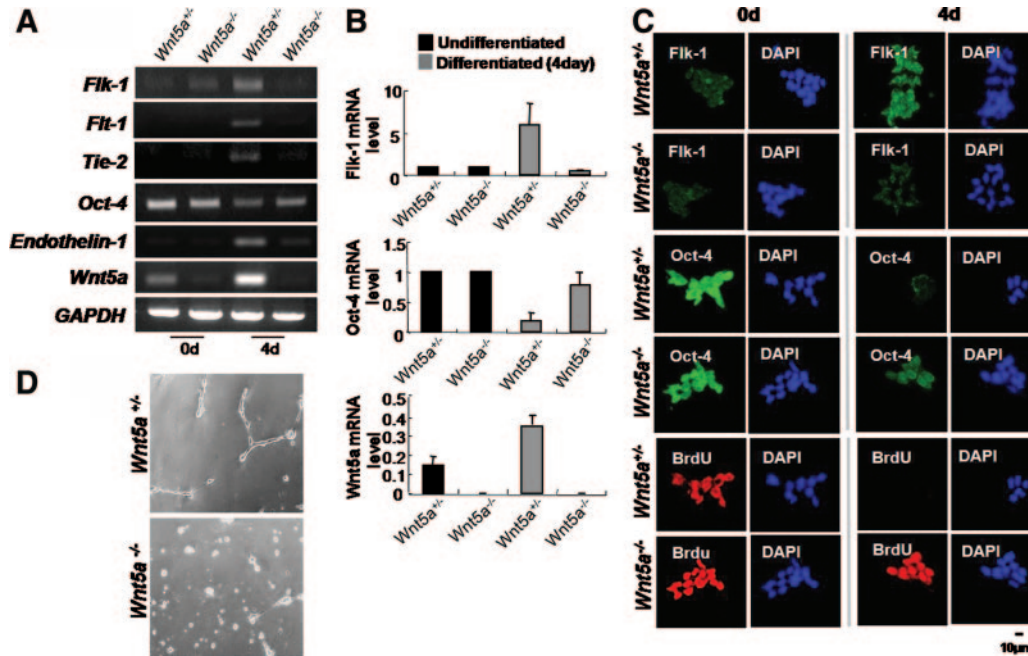 A
Wnt5a+/-
Wnt5a-/-
Wnt5a+/-
Wnt5a-/-
Flk-1
Flt-1
Tie-2
Oct-4
Endothelin-1
Wnt5a
GAPDH
0d 4d
B
Undifferentiated
Differentiated (4day)
Flk-1 mRNA level
10
5
0
Wnt5a+/- Wnt5a-/- Wnt5a+/- Wnt5a-/-
Oct-4 mRNA level
1.5
1
0.5
0
Wnt5a+/- Wnt5a-/- Wnt5a+/- Wnt5a-/-
Wnt5a mRNA level
0.5
0.4
0.3
0.2
0.1
0
Wnt5a+/- Wnt5a-/- Wnt5a+/- Wnt5a-/-
C
0d 4d
Wnt5a+/- Flk-1 DAPI Flk-1 DAPI
Wnt5a-/- Flk-1 DAPI Flk-1 DAPI
Wnt5a+/- Oct-4 DAPI Oct-4 DAPI
Wnt5a-/- Oct-4 DAPI Oct-4 DAPI
Wnt5a+/- BrdU DAPI BrdU DAPI
Wnt5a-/- Brdu DAPI BrdU DAPI
10µm
D
Wnt5a +/-
Wnt5a -/-